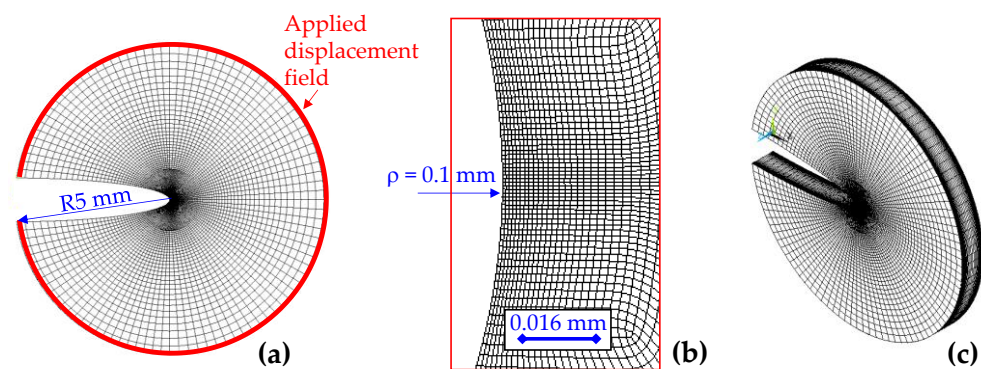 Applied
displacement
field
R5 mm
(a)
ρ = 0.1 mm
0.016 mm
(b)
(c)